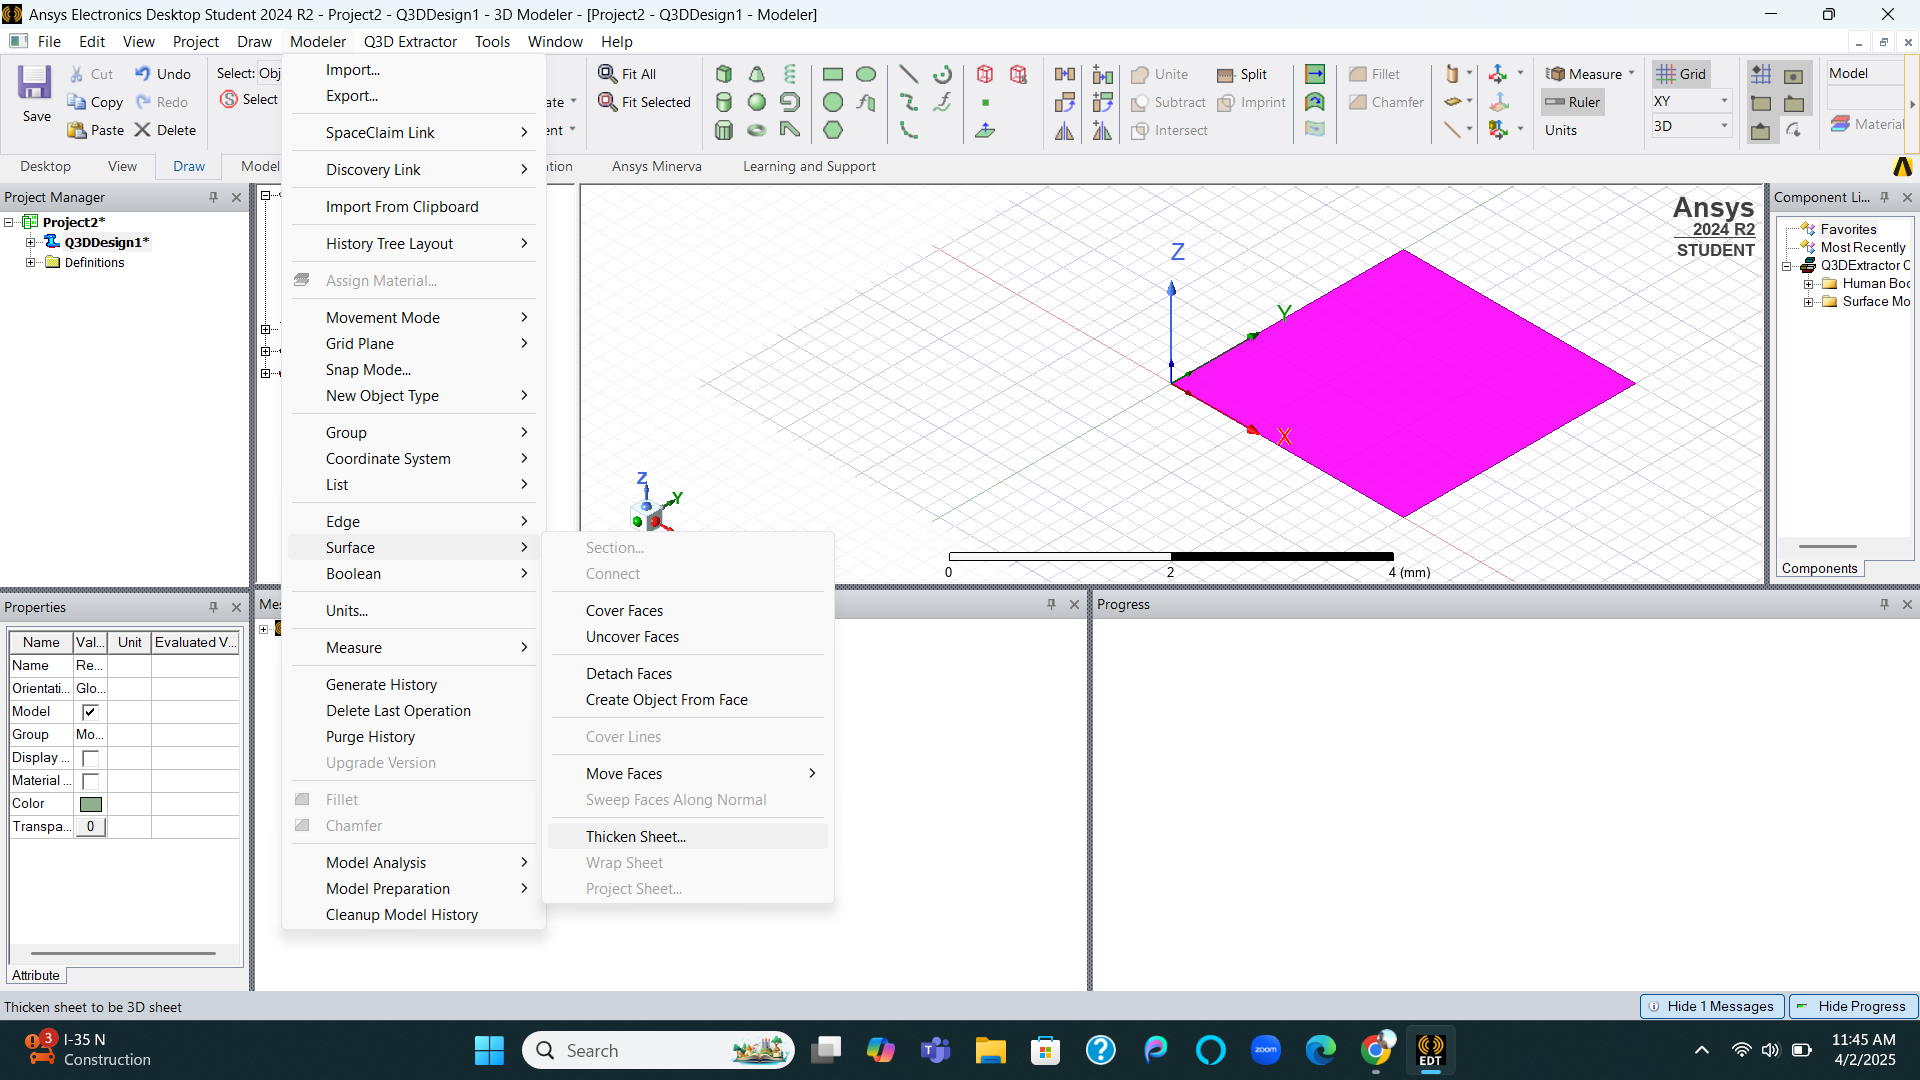 Ansys Electronics Desktop Student 2024 R2 - Project2 - Q3DDesign1 - 3D Modeler - [Project2 - Q3DDesign1 - Modeler]
File Edit View Project Draw Modeler Q3D Extractor Tools Window Help
Save
Cut
Copy
Paste
Undo
Redo
Delete
Select: Obj
Select
Fit All
Fit Selected
Unite
Subtract
Intersect
Split
Imprint
Fillet
Chamfer
Measure
Ruler
Units
Grid
XY
3D
Model
Material
Desktop View Draw Model
Ansys Minerva Learning and Support
Project Manager
Project2*
Q3DDesign1*
Definitions
Import...
Export...
SpaceClaim Link
Discovery Link
Import From Clipboard
History Tree Layout
Assign Material...
Movement Mode
Grid Plane
Snap Mode...
New Object Type
Group
Coordinate System
List
Edge
Surface
Boolean
Units...
Measure
Generate History
Delete Last Operation
Purge History
Upgrade Version
Fillet
Chamfer
Model Analysis
Model Preparation
Cleanup Model History
Section...
Connect
Cover Faces
Uncover Faces
Detach Faces
Create Object From Face
Cover Lines
Move Faces
Sweep Faces Along Normal
Thicken Sheet...
Wrap Sheet
Project Sheet...
Ansys
2024 R2
STUDENT
Z
Y
X
Z
Y
0 2 4 (mm)
Component Li...
Favorites
Most Recently
Q3DExtractor C
Human Boc
Surface Mo
Components
Properties
Name Val... Unit Evaluated V...
Name Re...
Orientati... Glo...
Model
Group Mo...
Display ...
Material ...
Color
Transpa... 0
Attribute
Mes
Progress
Thicken sheet to be 3D sheet
Hide 1 Messages
Hide Progress
3
I-35 N
Construction
Search
zoom
EDT
11:45 AM
4/2/2025